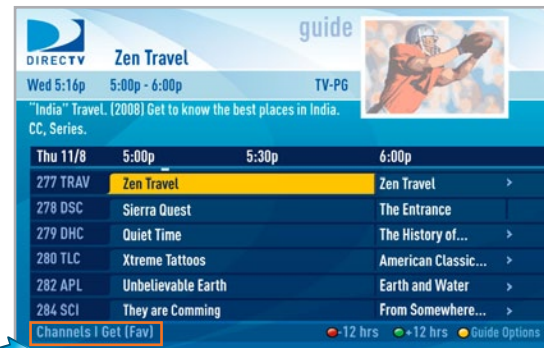 guide
DIRECTV
Zen Travel
Wed 5:16p 5:00p - 6:00p TV-PG
"India" Travel. (2008) Get to know the best places in India.
CC, Series.
Thu 11/8 5:00p 5:30p 6:00p
277 TRAV Zen Travel Zen Travel >
278 DSC Sierra Quest The Entrance
279 DHC Quiet Time The History of... >
280 TLC Xtreme Tattoos American Classic... >
282 APL Unbelievable Earth Earth and Water >
284 SCI They are Comming From Somewhere... >
Channels I Get (Fav) -12 hrs +12 hrs Guide Options